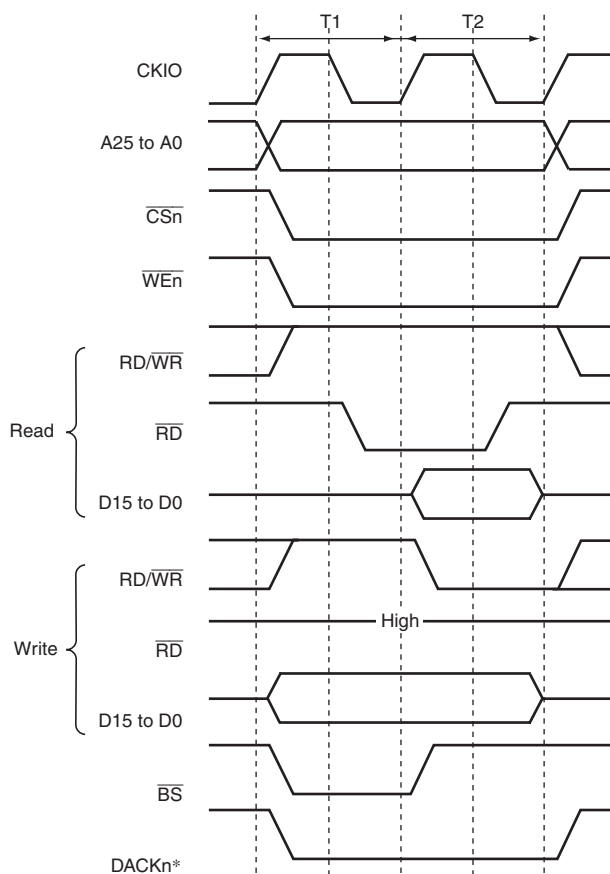 T1 T2
CKIO
A25 to A0
CSn
WEn
RD/WR
Read
RD
D15 to D0
RD/WR
High
Write
RD
D15 to D0
BS
DACKn*